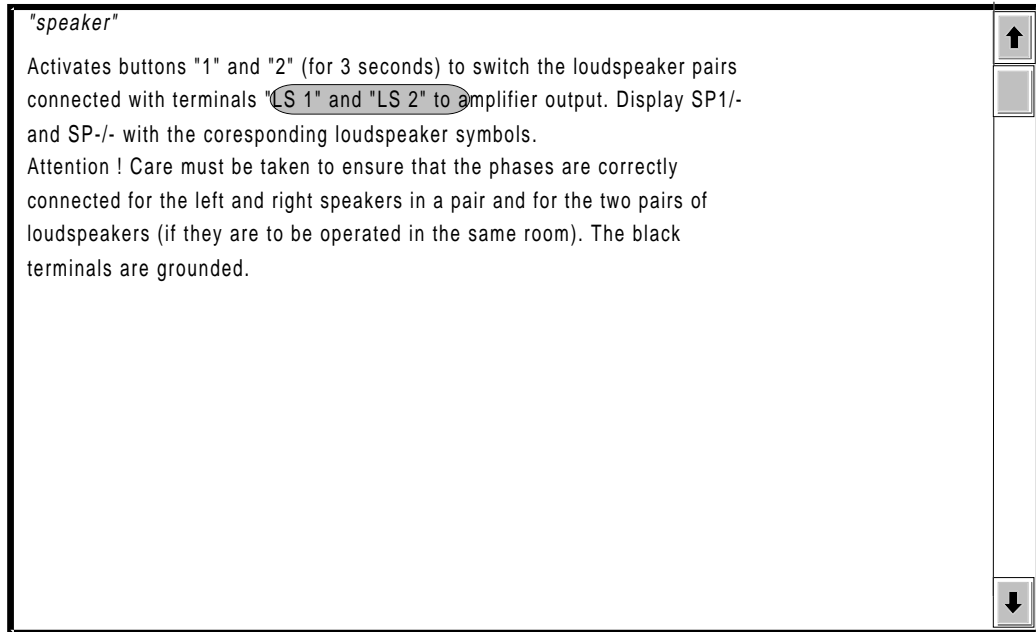 "speaker"
Activates buttons "1" and "2" (for 3 seconds) to switch the loudspeaker pairs
connected with terminals "LS 1" and "LS 2" to amplifier output. Display SP1/-
and SP-/- with the coresponding loudspeaker symbols.
Attention ! Care must be taken to ensure that the phases are correctly
connected for the left and right speakers in a pair and for the two pairs of
loudspeakers (if they are to be operated in the same room). The black
terminals are grounded.